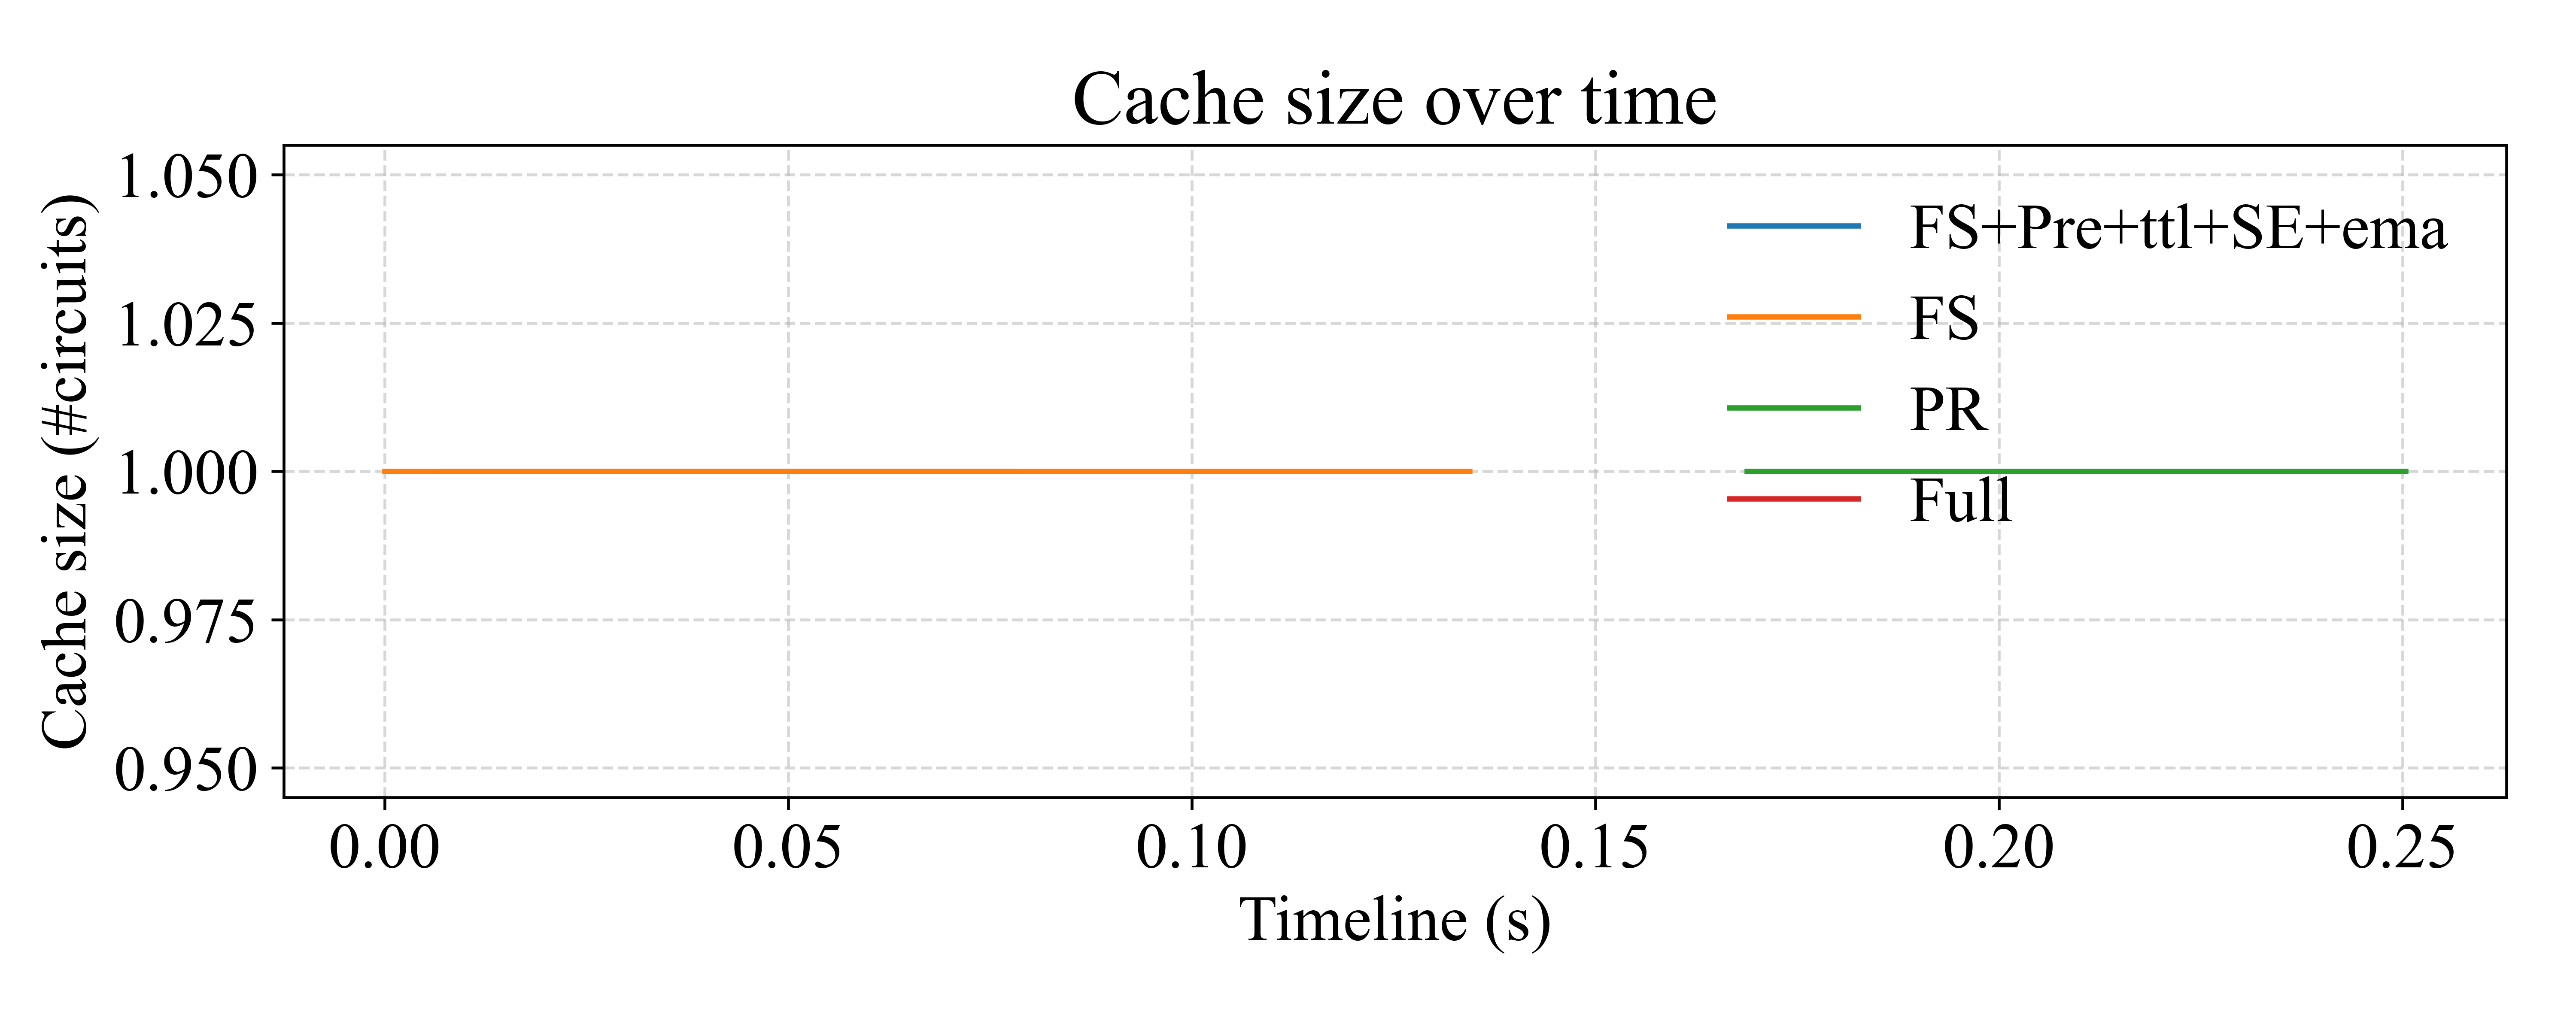 Cache size over time
Cache size (#circuits)
1.050
1.025
1.000
0.975
0.950
FS+Pre+ttl+SE+ema
FS
PR
Full
0.00 0.05 0.10 0.15 0.20 0.25
Timeline (s)